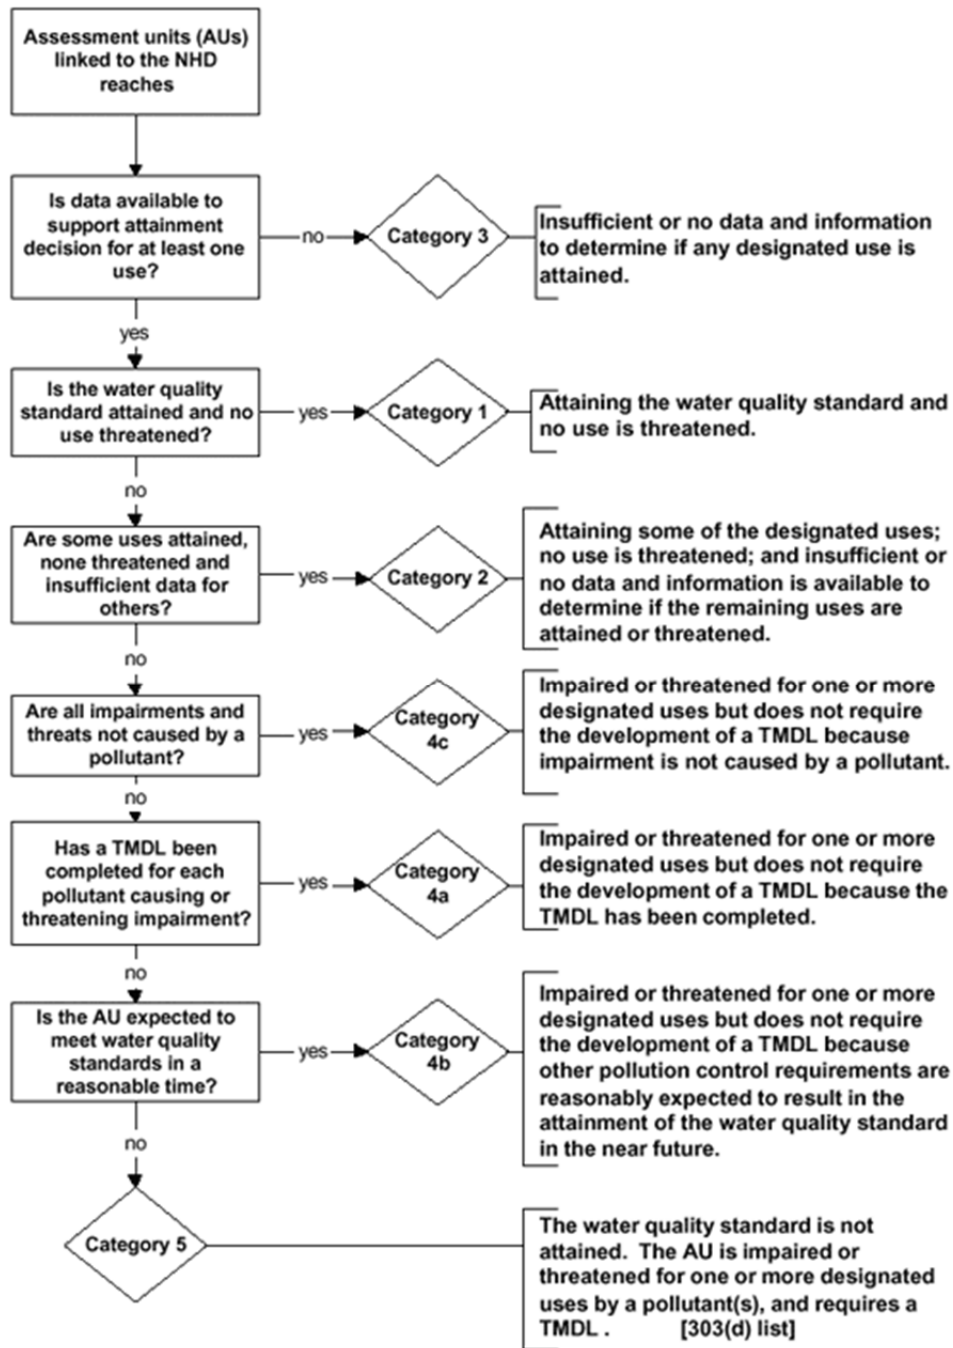 Assessment units (AUs)
linked to the NHD
reaches
Is data available to
support attainment
decision for at least one
use?
no
Category 3
Insufficient or no data and information
to determine if any designated use is
attained.
yes
Is the water quality
standard attained and no
use threatened?
yes
Category 1
Attaining the water quality standard and
no use is threatened.
no
Are some uses attained,
none threatened and
insufficient data for
others?
yes
Category 2
Attaining some of the designated uses;
no use is threatened; and insufficient or
no data and information is available to
determine if the remaining uses are
attained or threatened.
no
Are all impairments and
threats not caused by a
pollutant?
yes
Category
4c
Impaired or threatened for one or more
designated uses but does not require
the development of a TMDL because
impairment is not caused by a pollutant.
no
Has a TMDL been
completed for each
pollutant causing or
threatening impairment?
yes
Category
4a
Impaired or threatened for one or more
designated uses but does not require
the development of a TMDL because the
TMDL has been completed.
no
Is the AU expected to
meet water quality
standards in a
reasonable time?
yes
Category
4b
Impaired or threatened for one or more
designated uses but does not require
the development of a TMDL because
other pollution control requirements are
reasonably expected to result in the
attainment of the water quality standard
in the near future.
no
Category 5
The water quality standard is not
attained. The AU is impaired or
threatened for one or more designated
uses by a pollutant(s), and requires a
TMDL . [303(d) list]